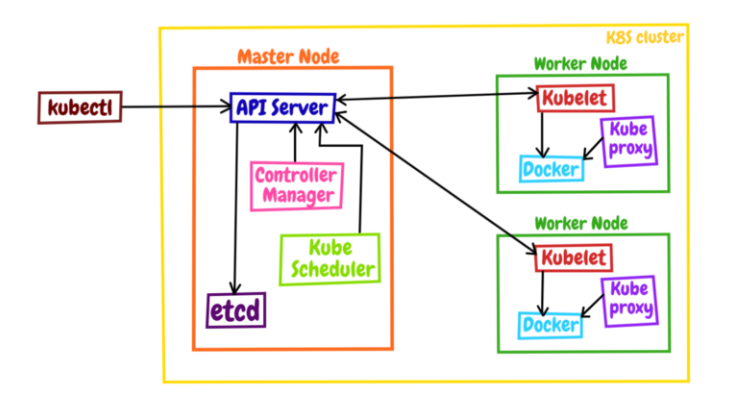 K8S cluster
Master Node
Worker Node
kubectl
API Server
Kubelet
Kube
proxy
Docker
Controller
Manager
Kube
Scheduler
etcd
Worker Node
Kubelet
Kube
proxy
Docker